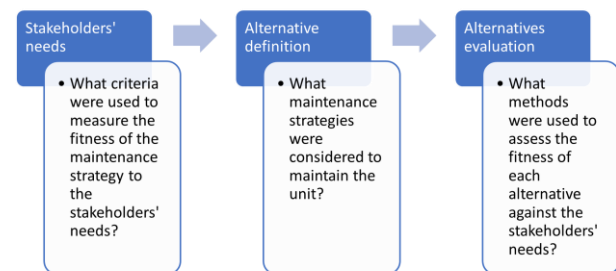 Stakeholders'
needs
• What criteria
were used to
measure the
fitness of the
maintenance
strategy to
the
stakeholders'
needs?
Alternative
definition
• What
maintenance
strategies
were
considered to
maintain the
unit?
Alternatives
evaluation
• What
methods
were used to
assess the
fitness of
each
alternative
against the
stakeholders'
needs?